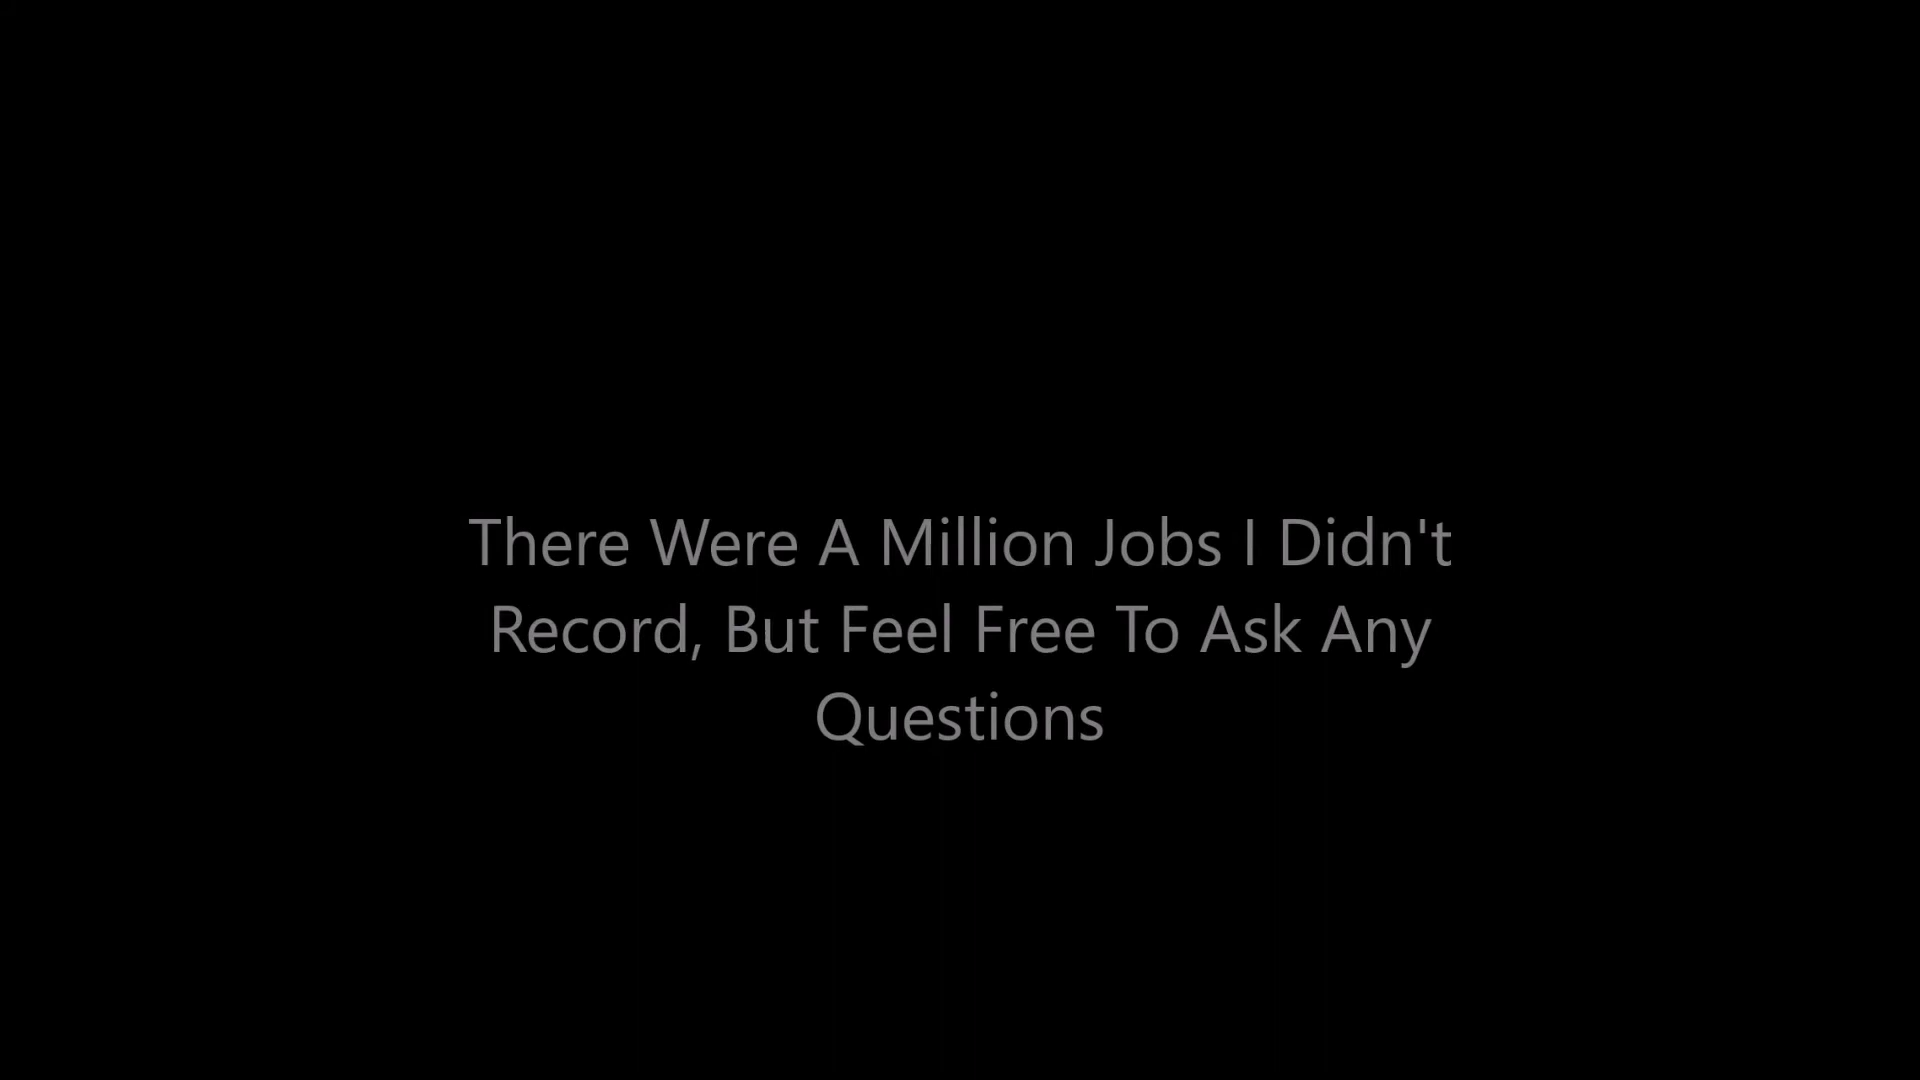 There Were A Million Jobs I Didn't
Record, But Feel Free To Ask Any
Questions